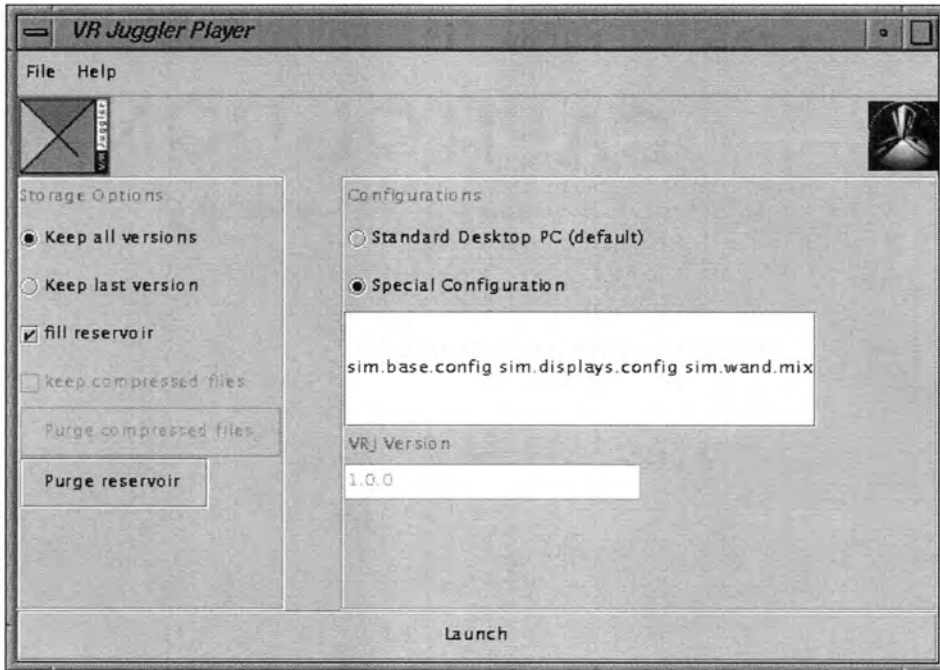 VR Juggler Player
File Help
VR Juggler
Storage Options
Keep all versions
Keep last version
fill reservoir
keep compressed files
Purge compressed files
Purge reservoir
Configurations
Standard Desktop PC (default)
Special Configuration
sim.base.config sim.displays.config sim.wand.mix
VRJ Version
1.0.0
Launch